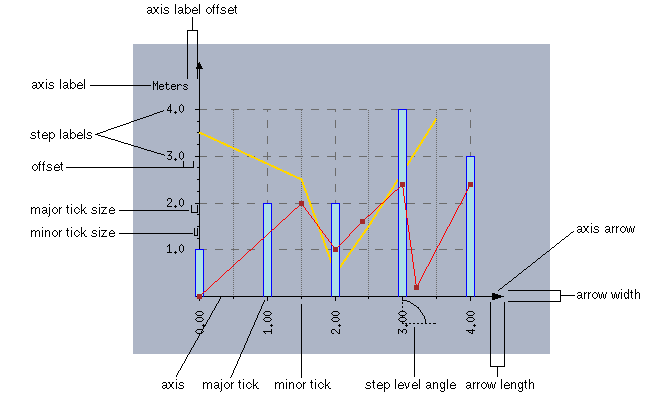 axis label offset
axis label
Meters
4.0
step labels
3.0
offset
2.0
major tick size
minor tick size
axis arrow
1.0
arrow width
0.00
1.00
2.00
3.00
4.00
axis
major tick
minor tick
step level angle
arrow length